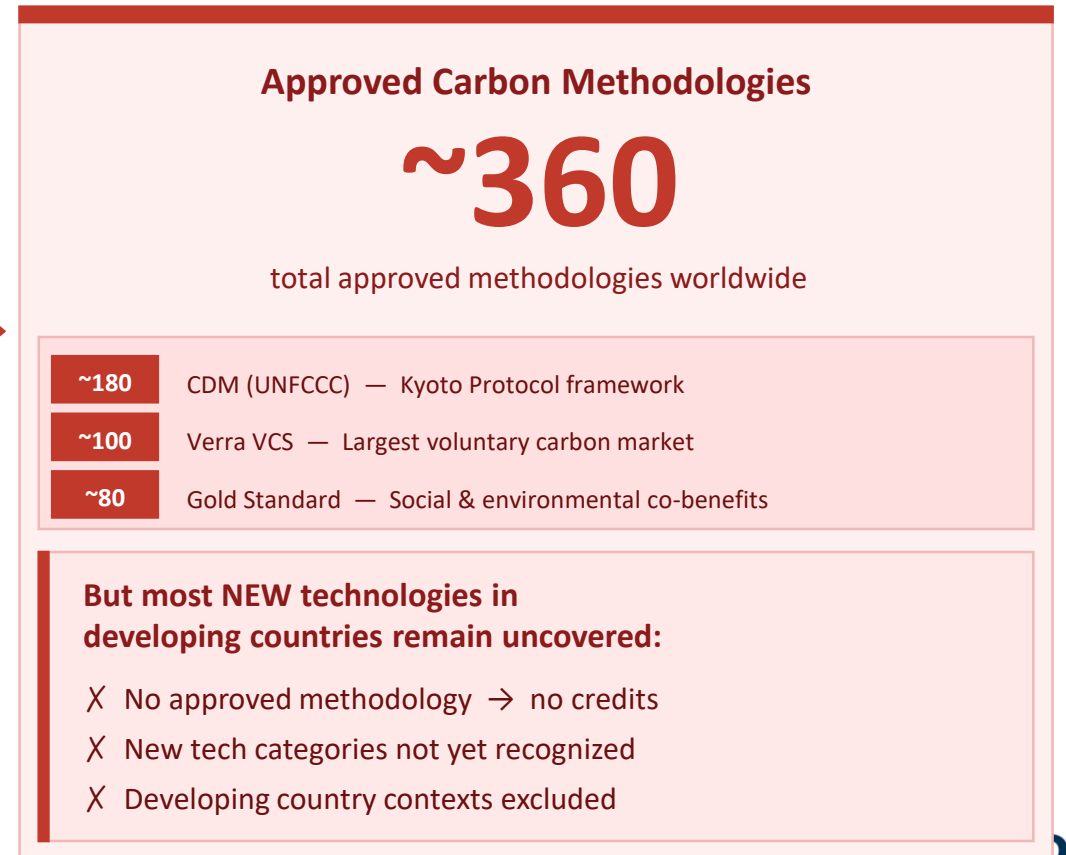 Approved Carbon Methodologies
~360
total approved methodologies worldwide
~180 CDM (UNFCCC) — Kyoto Protocol framework
~100 Verra VCS — Largest voluntary carbon market
~80 Gold Standard — Social & environmental co-benefits
But most NEW technologies in
developing countries remain uncovered:
✗ No approved methodology → no credits
✗ New tech categories not yet recognized
✗ Developing country contexts excluded